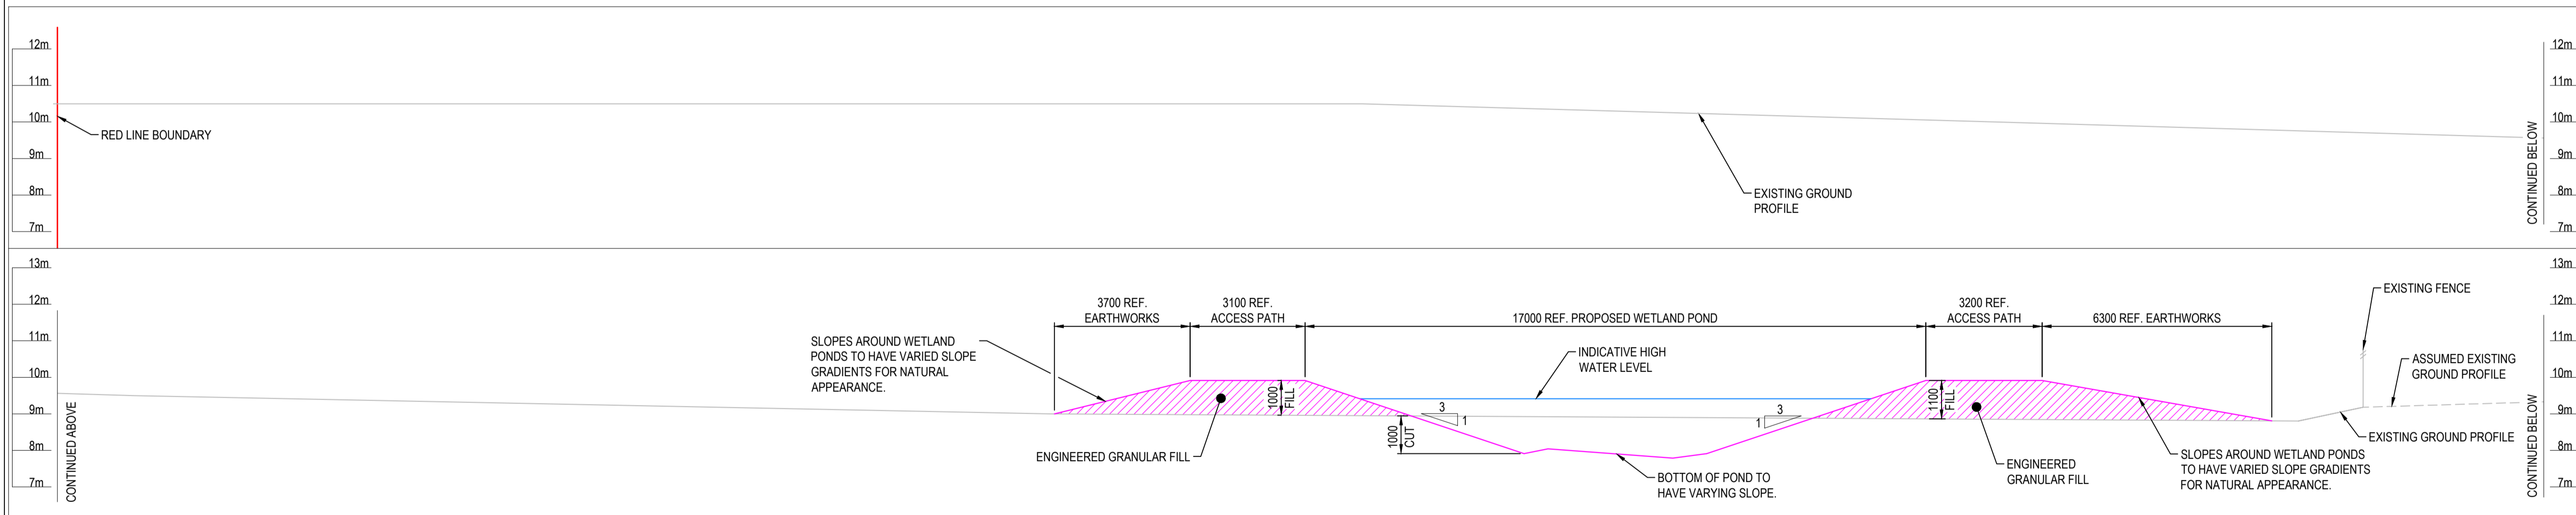 12m
11m
10m
9m
8m
7m
RED LINE BOUNDARY
EXISTING GROUND
PROFILE
CONTINUED BELOW
12m
11m
10m
9m
8m
7m
13m
12m
11m
10m
9m
8m
7m
CONTINUED ABOVE
SLOPES AROUND WETLAND
PONDS TO HAVE VARIED SLOPE
GRADIENTS FOR NATURAL
APPEARANCE.
3700 REF.
EARTHWORKS
3100 REF.
ACCESS PATH
17000 REF. PROPOSED WETLAND POND
3200 REF.
ACCESS PATH
6300 REF. EARTHWORKS
ENGINEERED GRANULAR FILL
1000
FILL
1000
CUT
3
1
INDICATIVE HIGH
WATER LEVEL
BOTTOM OF POND TO
HAVE VARYING SLOPE.
3
1
1100
FILL
ENGINEERED
GRANULAR FILL
SLOPES AROUND WETLAND PONDS
TO HAVE VARIED SLOPE GRADIENTS
FOR NATURAL APPEARANCE.
EXISTING FENCE
ASSUMED EXISTING
GROUND PROFILE
EXISTING GROUND PROFILE
CONTINUED BELOW
13m
12m
11m
10m
9m
8m
7m